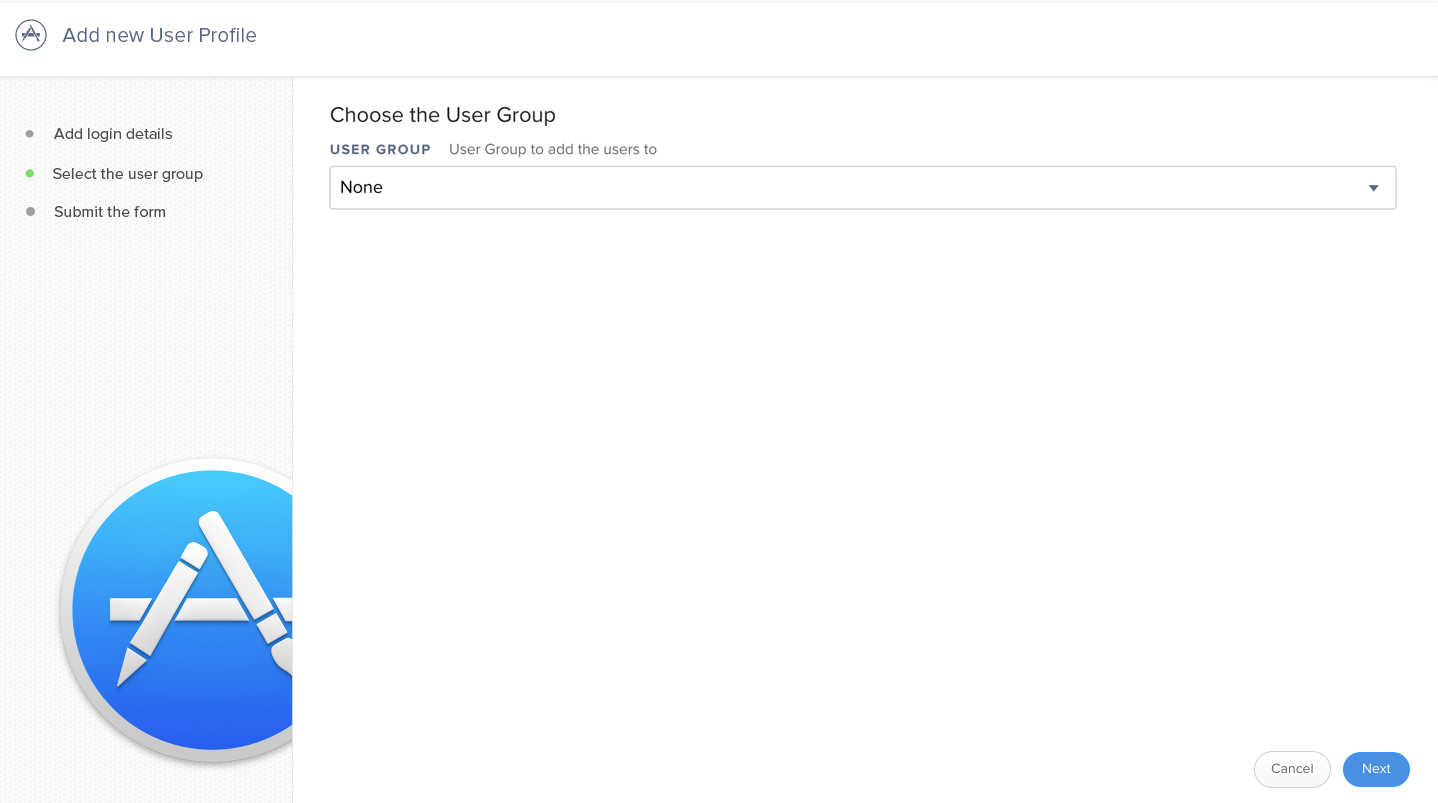 Add new User Profile
Add login details
Select the user group
Submit the form
Choose the User Group
USER GROUP User Group to add the users to
None
Cancel Next